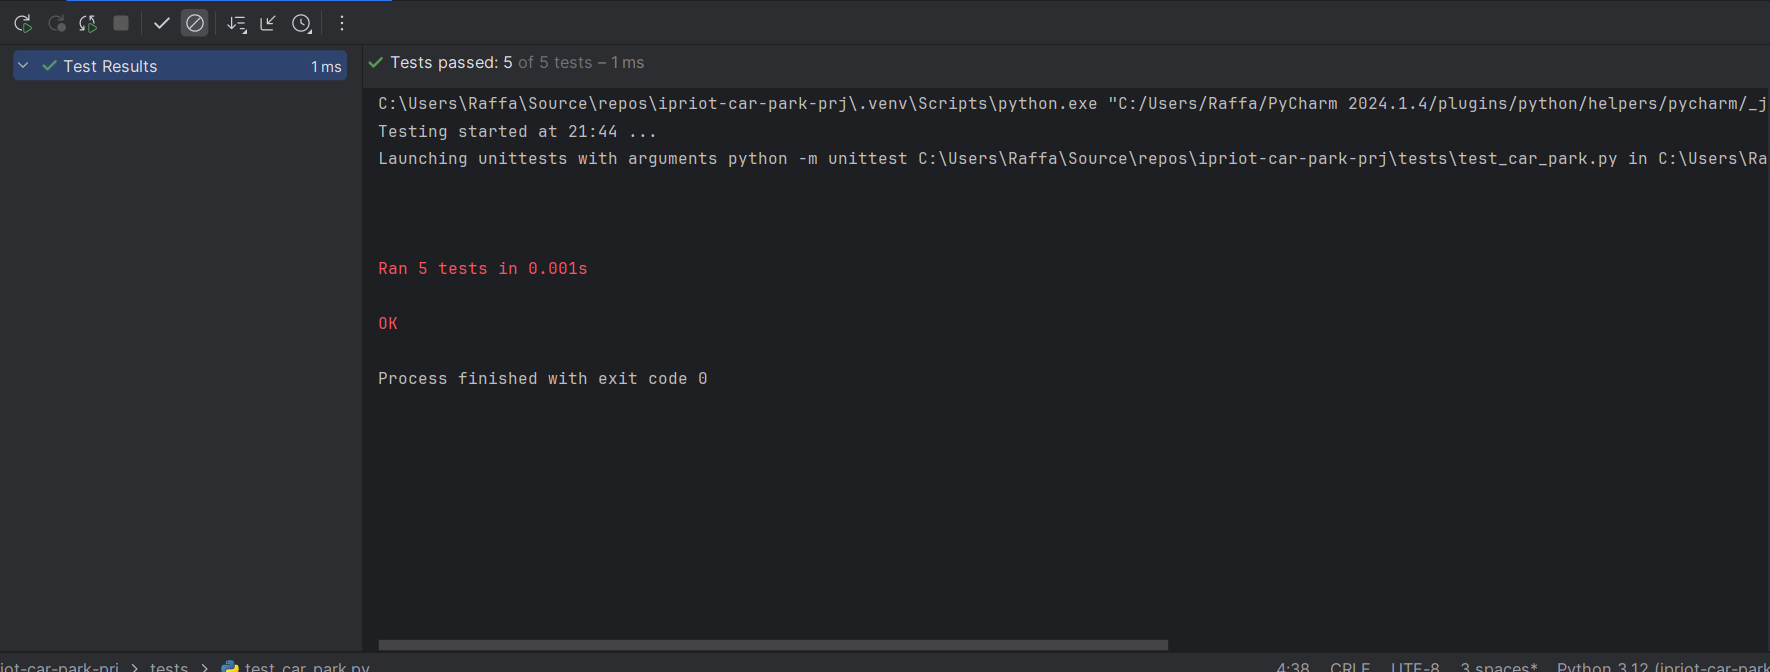 Test Results 1 ms
Tests passed: 5 of 5 tests – 1 ms
C:\Users\Raffa\Source\repos\ipriot-car-park-prj\.venv\Scripts\python.exe "C:/Users/Raffa/PyCharm 2024.1.4/plugins/python/helpers/pycharm/_j
Testing started at 21:44 ...
Launching unittests with arguments python -m unittest C:\Users\Raffa\Source\repos\ipriot-car-park-prj\tests\test_car_park.py in C:\Users\Ra
Ran 5 tests in 0.001s
OK
Process finished with exit code 0
iot-car-park-prj > tests > test_car_park.py 4:38 CRLF UTF-8 3 spaces* Python 3.12 (ipriot-car-park